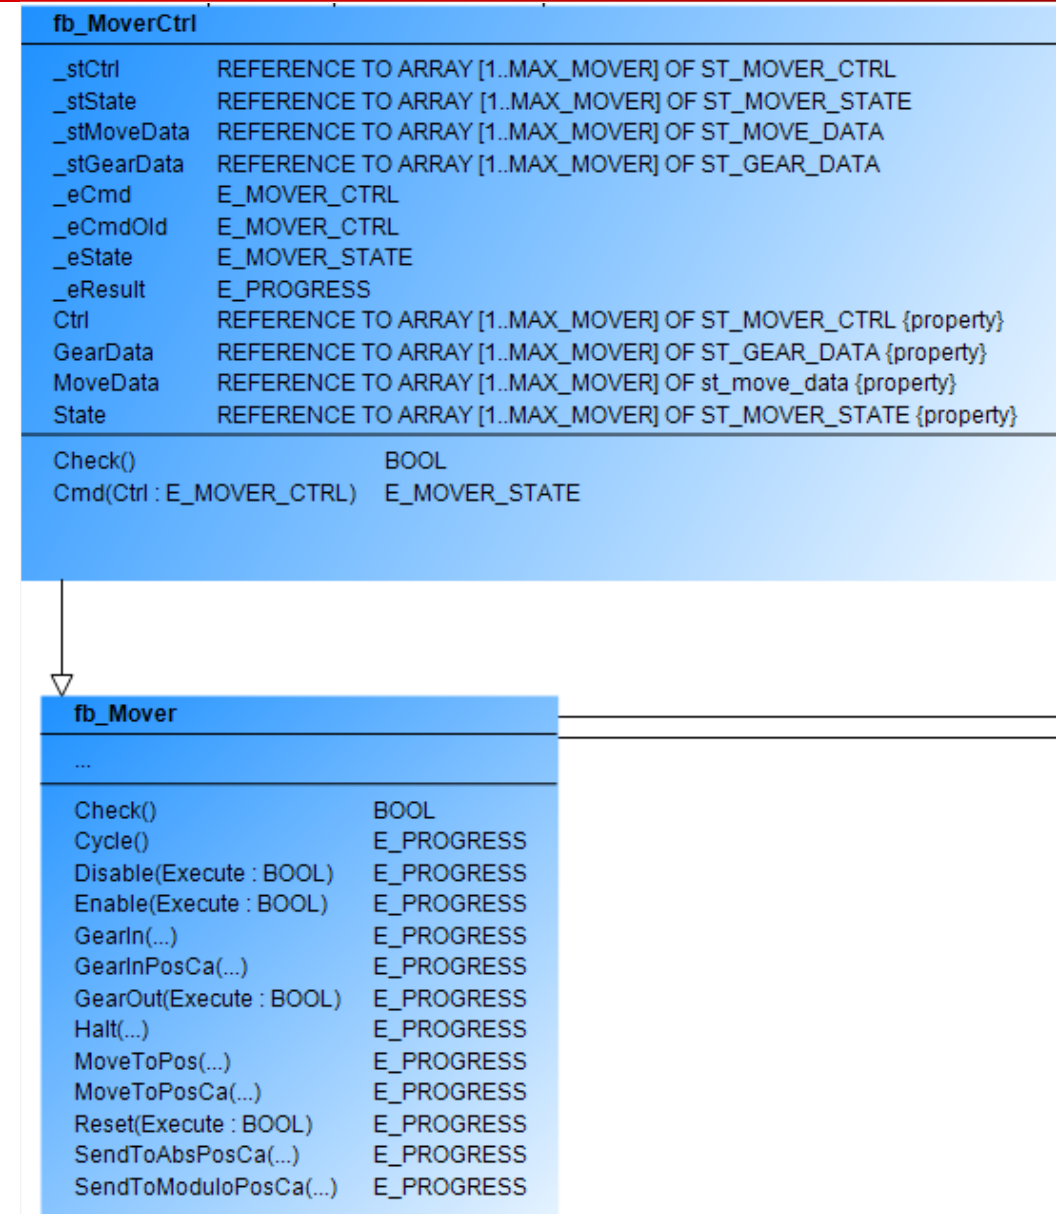 fb_MoverCtrl
_stCtrl REFERENCE TO ARRAY [1..MAX_MOVER] OF ST_MOVER_CTRL
_stState REFERENCE TO ARRAY [1..MAX_MOVER] OF ST_MOVER_STATE
_stMoveData REFERENCE TO ARRAY [1..MAX_MOVER] OF ST_MOVE_DATA
_stGearData REFERENCE TO ARRAY [1..MAX_MOVER] OF ST_GEAR_DATA
_eCmd E_MOVER_CTRL
_eCmdOld E_MOVER_CTRL
_eState E_MOVER_STATE
_eResult E_PROGRESS
Ctrl REFERENCE TO ARRAY [1..MAX_MOVER] OF ST_MOVER_CTRL {property}
GearData REFERENCE TO ARRAY [1..MAX_MOVER] OF ST_GEAR_DATA {property}
MoveData REFERENCE TO ARRAY [1..MAX_MOVER] OF st_move_data {property}
State REFERENCE TO ARRAY [1..MAX_MOVER] OF ST_MOVER_STATE {property}
Check() BOOL
Cmd(Ctrl : E_MOVER_CTRL) E_MOVER_STATE
fb_Mover
...
Check() BOOL
Cycle() E_PROGRESS
Disable(Execute : BOOL) E_PROGRESS
Enable(Execute : BOOL) E_PROGRESS
GearIn(...) E_PROGRESS
GearInPosCa(...) E_PROGRESS
GearOut(Execute : BOOL) E_PROGRESS
Halt(...) E_PROGRESS
MoveToPos(...) E_PROGRESS
MoveToPosCa(...) E_PROGRESS
Reset(Execute : BOOL) E_PROGRESS
SendToAbsPosCa(...) E_PROGRESS
SendToModuloPosCa(...) E_PROGRESS